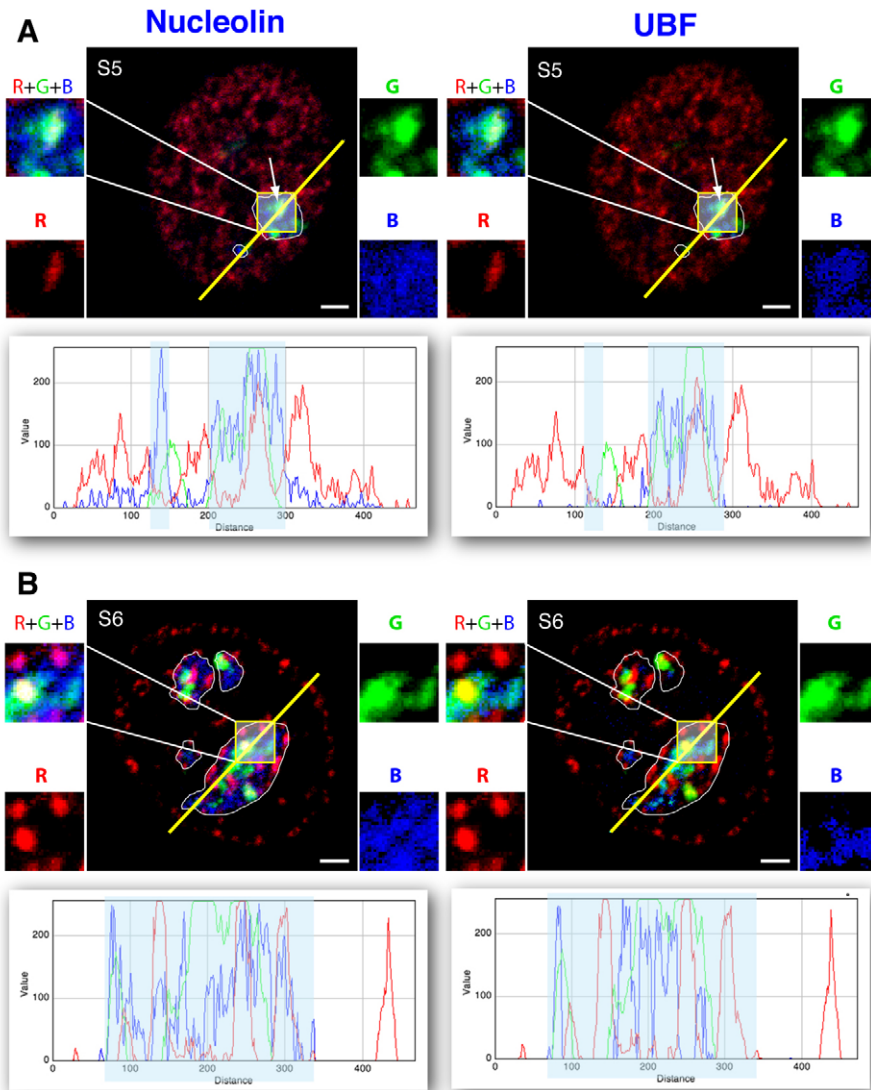 Nucleolin UBF
A
R+G+B S5 G R+G+B S5 G
R B R B
200 200
Value Value
100 100
0 0
0 100 200 300 400 0 100 200 300 400
Distance Distance
B
R+G+B S6 G R+G+B S6 G
R B R B
200 200
Value Value
100 100
0 0
0 100 200 300 400 0 100 200 300 400
Distance Distance